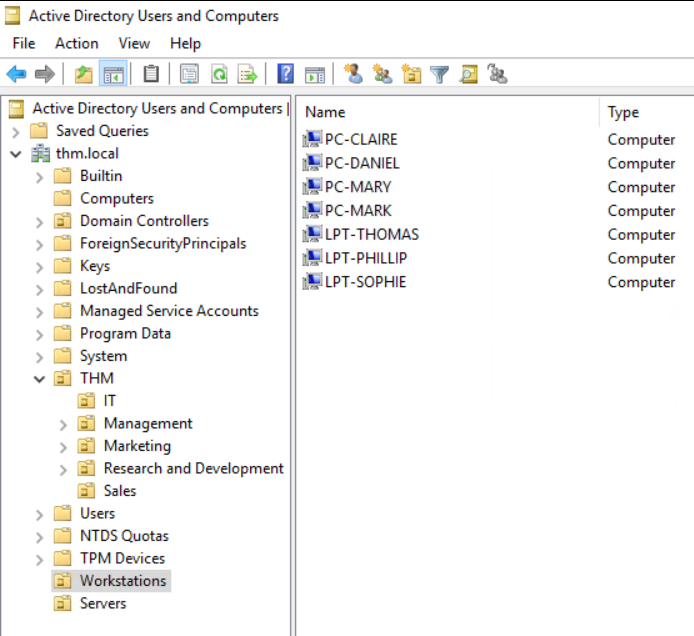 Active Directory Users and Computers
File Action View Help
Active Directory Users and Computers |
Saved Queries
thm.local
Builtin
Computers
Domain Controllers
ForeignSecurityPrincipals
Keys
LostAndFound
Managed Service Accounts
Program Data
System
THM
IT
Management
Marketing
Research and Development
Sales
Users
NTDS Quotas
TPM Devices
Workstations
Servers
Name Type
PC-CLAIRE Computer
PC-DANIEL Computer
PC-MARY Computer
PC-MARK Computer
LPT-THOMAS Computer
LPT-PHILLIP Computer
LPT-SOPHIE Computer